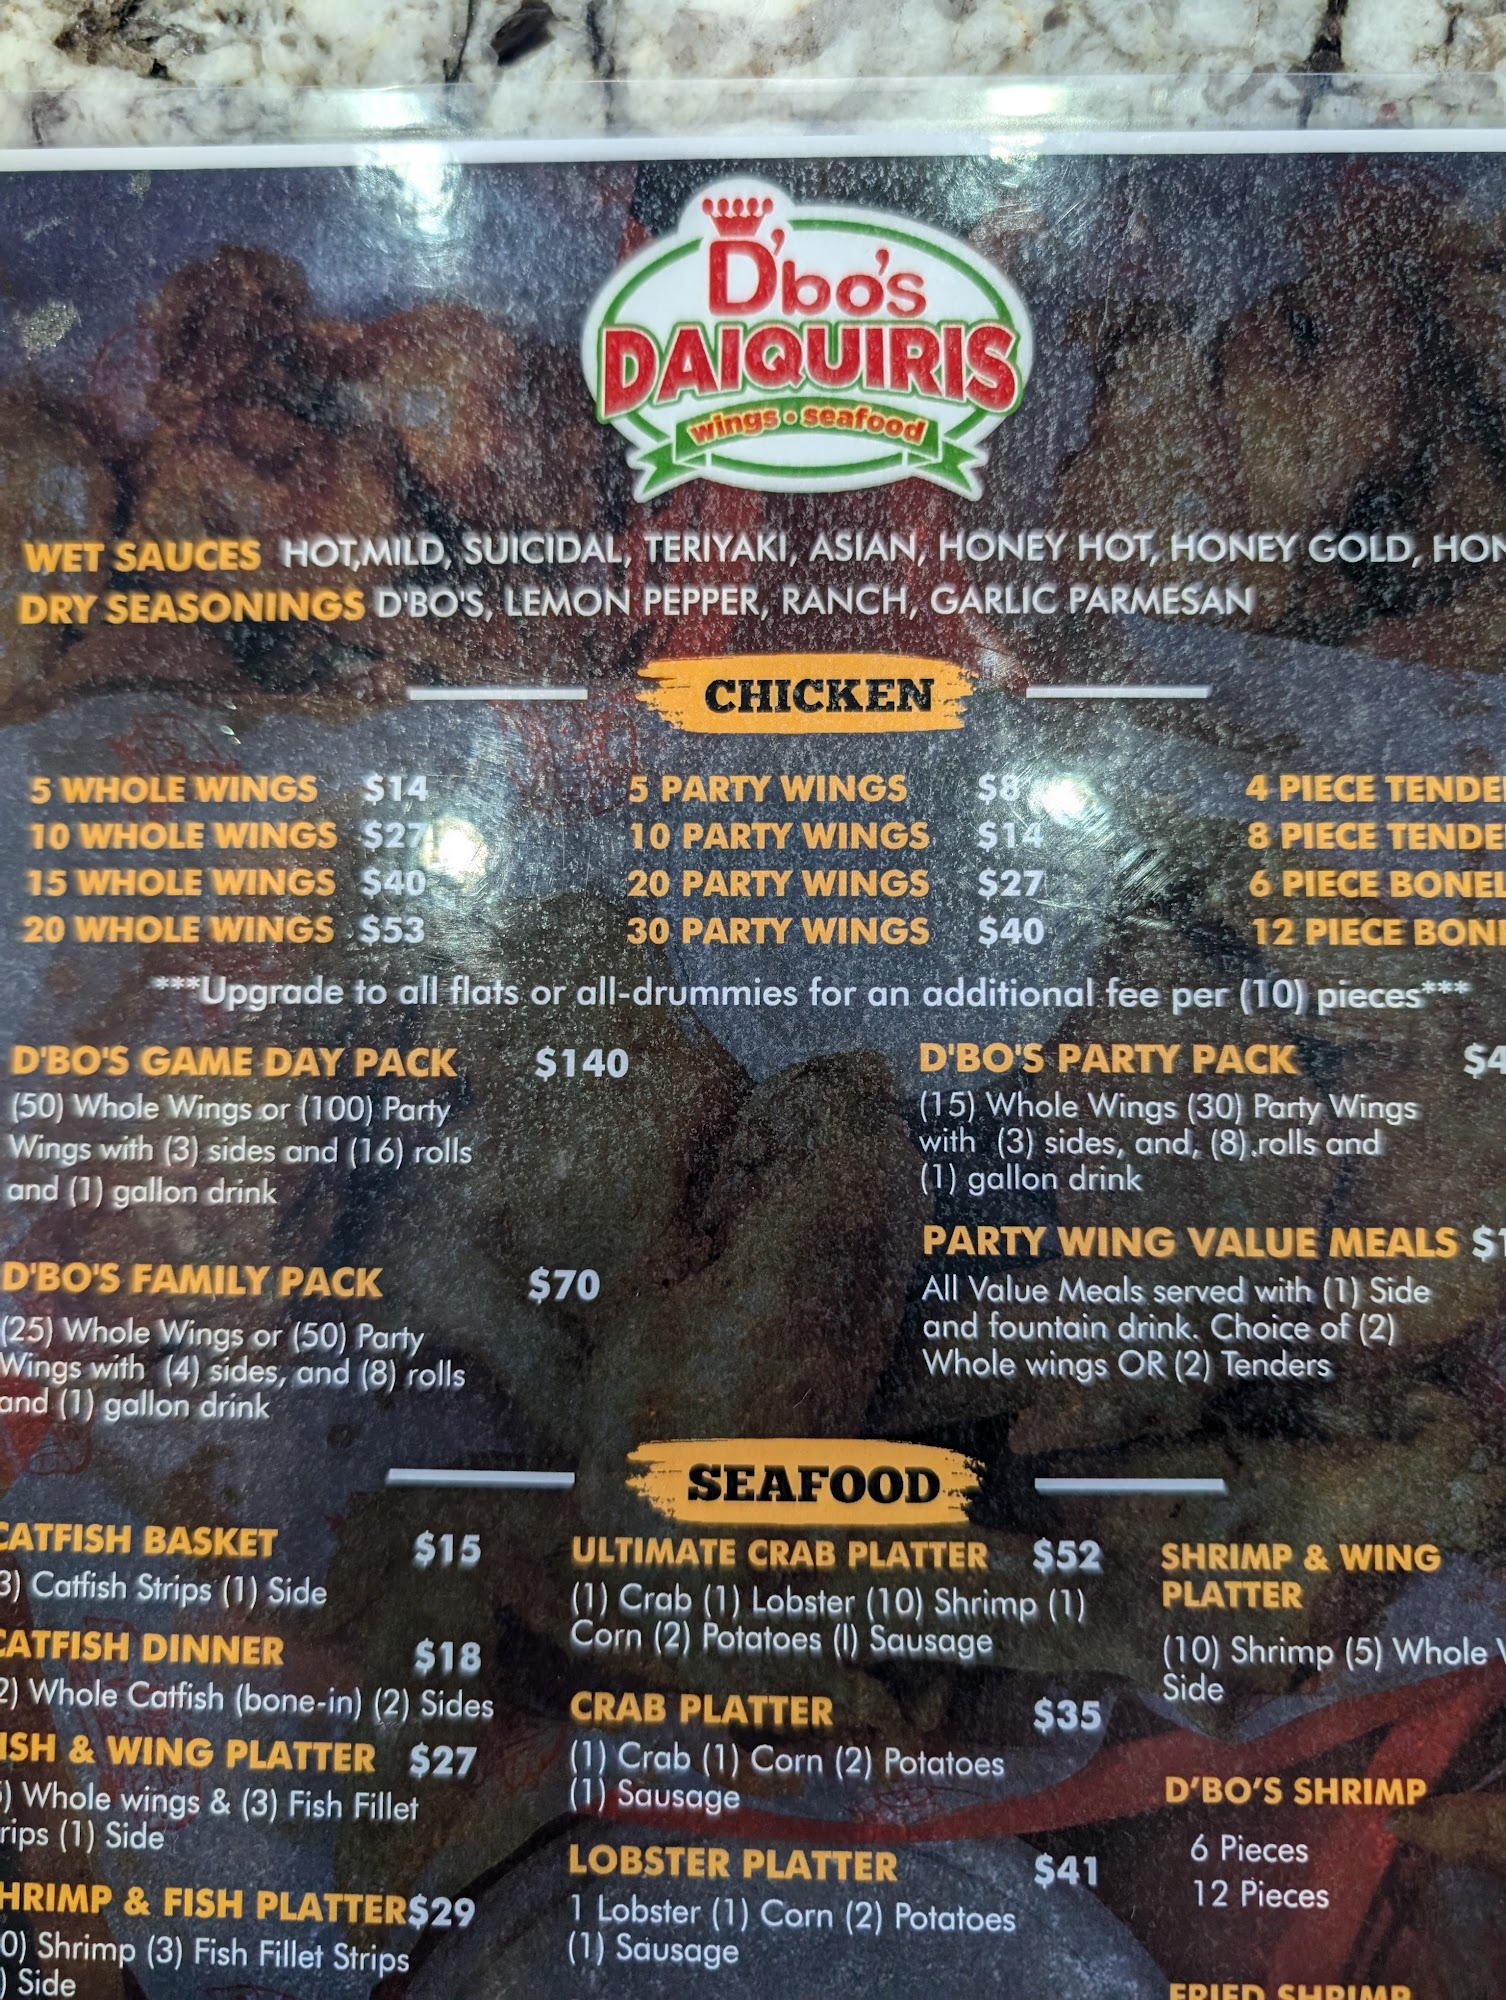 D'bo's
DAIQUIRIS
wings • seafood
WET SAUCES HOT,MILD, SUICIDAL, TERIYAKI, ASIAN, HONEY HOT, HONEY GOLD,
DRY SEASONINGS D'BO'S, LEMON PEPPER, RANCH, GARLIC PARMESAN
CHICKEN
5 WHOLE WINGS $14
10 WHOLE WINGS $27
15 WHOLE WINGS $40
20 WHOLE WINGS $53
5 PARTY WINGS $8
10 PARTY WINGS $14
20 PARTY WINGS $27
30 PARTY WINGS $40
4 PIECE
8 PIECE
6 PIECE
12 PIECE
***Upgrade to all flats or all-drummies for an additional fee per (10) pieces***
D'BO'S GAME DAY PACK $140
(50) Whole Wings or (100) Party
Wings with (3) sides and (16) rolls
and (1) gallon drink
D'BO'S FAMILY PACK $70
(25) Whole Wings or (50) Party
Wings with (4) sides, and (8) rolls
and (1) gallon drink
D'BO'S PARTY PACK
(15) Whole Wings (30) Party Wings
with (3) sides, and, (8).rolls and
(1) gallon drink
PARTY WING VALUE MEALS
All Value Meals served with (1) Side
and fountain drink. Choice of (2)
Whole wings OR (2) Tenders
SEAFOOD
CATFISH BASKET $15
3) Catfish Strips (1) Side
CATFISH DINNER $18
2) Whole Catfish (bone-in) (2) Sides
& WING PLATTER $27
) Whole wings & (3) Fish Fillet
(1) Side
& FISH PLATTER $29
0) Shrimp (3) Fish Fillet Strips
) Side
ULTIMATE CRAB PLATTER $52
(1) Crab (1) Lobster (10) Shrimp (1)
Corn (2) Potatoes (I) Sausage
CRAB PLATTER $35
(1) Crab (1) Corn (2) Potatoes
(1) Sausage
LOBSTER PLATTER $41
1 Lobster (1) Corn (2) Potatoes
(1) Sausage
SHRIMP & WING
PLATTER
(10) Shrimp (5) Whole
Side
D'BO'S SHRIMP
6 Pieces
12 Pieces
FRIED SHRIMP